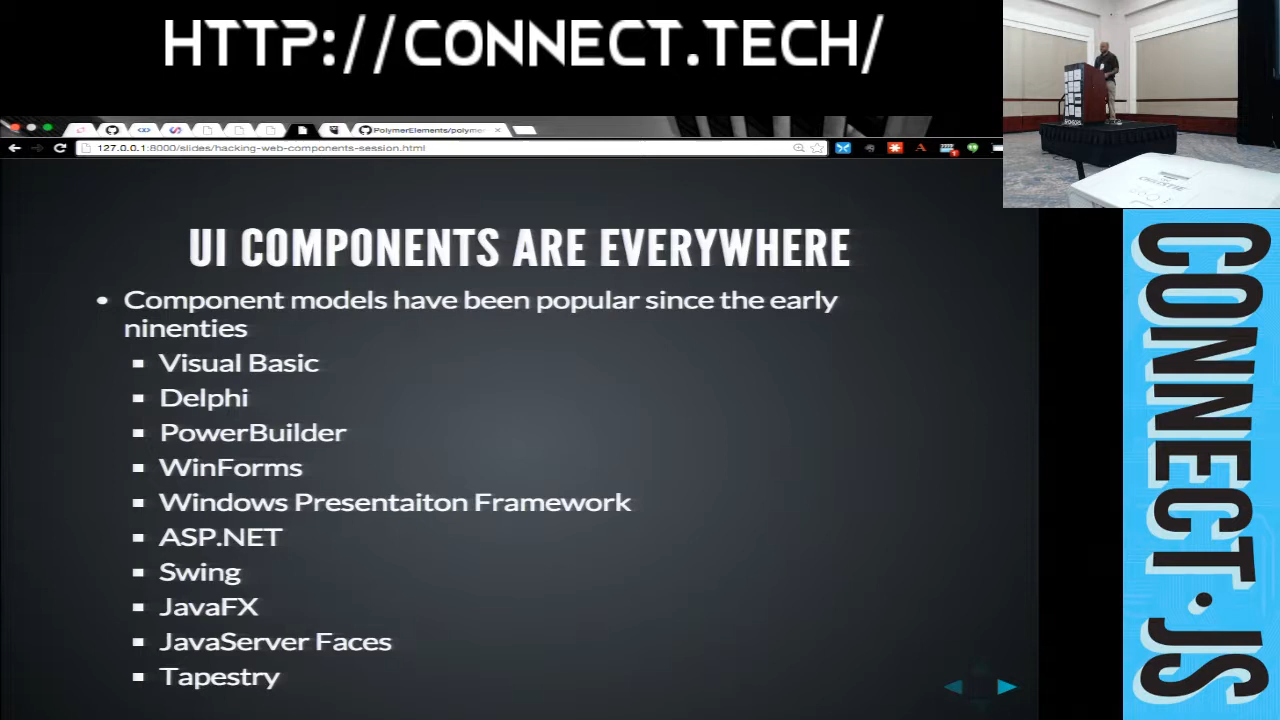 HTTP://CONNECT.TECH/
PolymerElements/polymer
127.0.0.1:8000/slides/hacking-web-components-session.html
CHRISTIE
UI COMPONENTS ARE EVERYWHERE
• Component models have been popular since the early
ninenties
▪ Visual Basic
▪ Delphi
▪ PowerBuilder
▪ WinForms
▪ Windows Presentaiton Framework
▪ ASP.NET
▪ Swing
▪ JavaFX
▪ JavaServer Faces
▪ Tapestry
CONNECT·JS